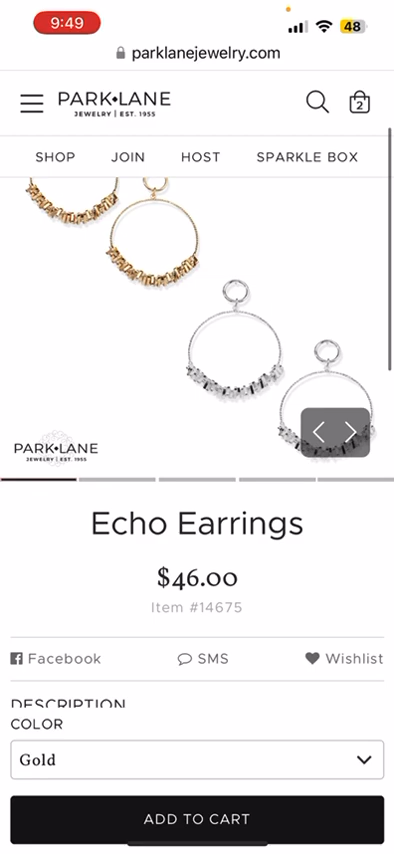 9:49
48
parklanejewelry.com
PARK•LANE
JEWELRY | EST. 1955
2
SHOP JOIN HOST SPARKLE BOX
PARK•LANE
JEWELRY | EST. 1955
Echo Earrings
$46.00
Item #14675
Facebook SMS Wishlist
DESCRIPTION
COLOR
Gold
ADD TO CART